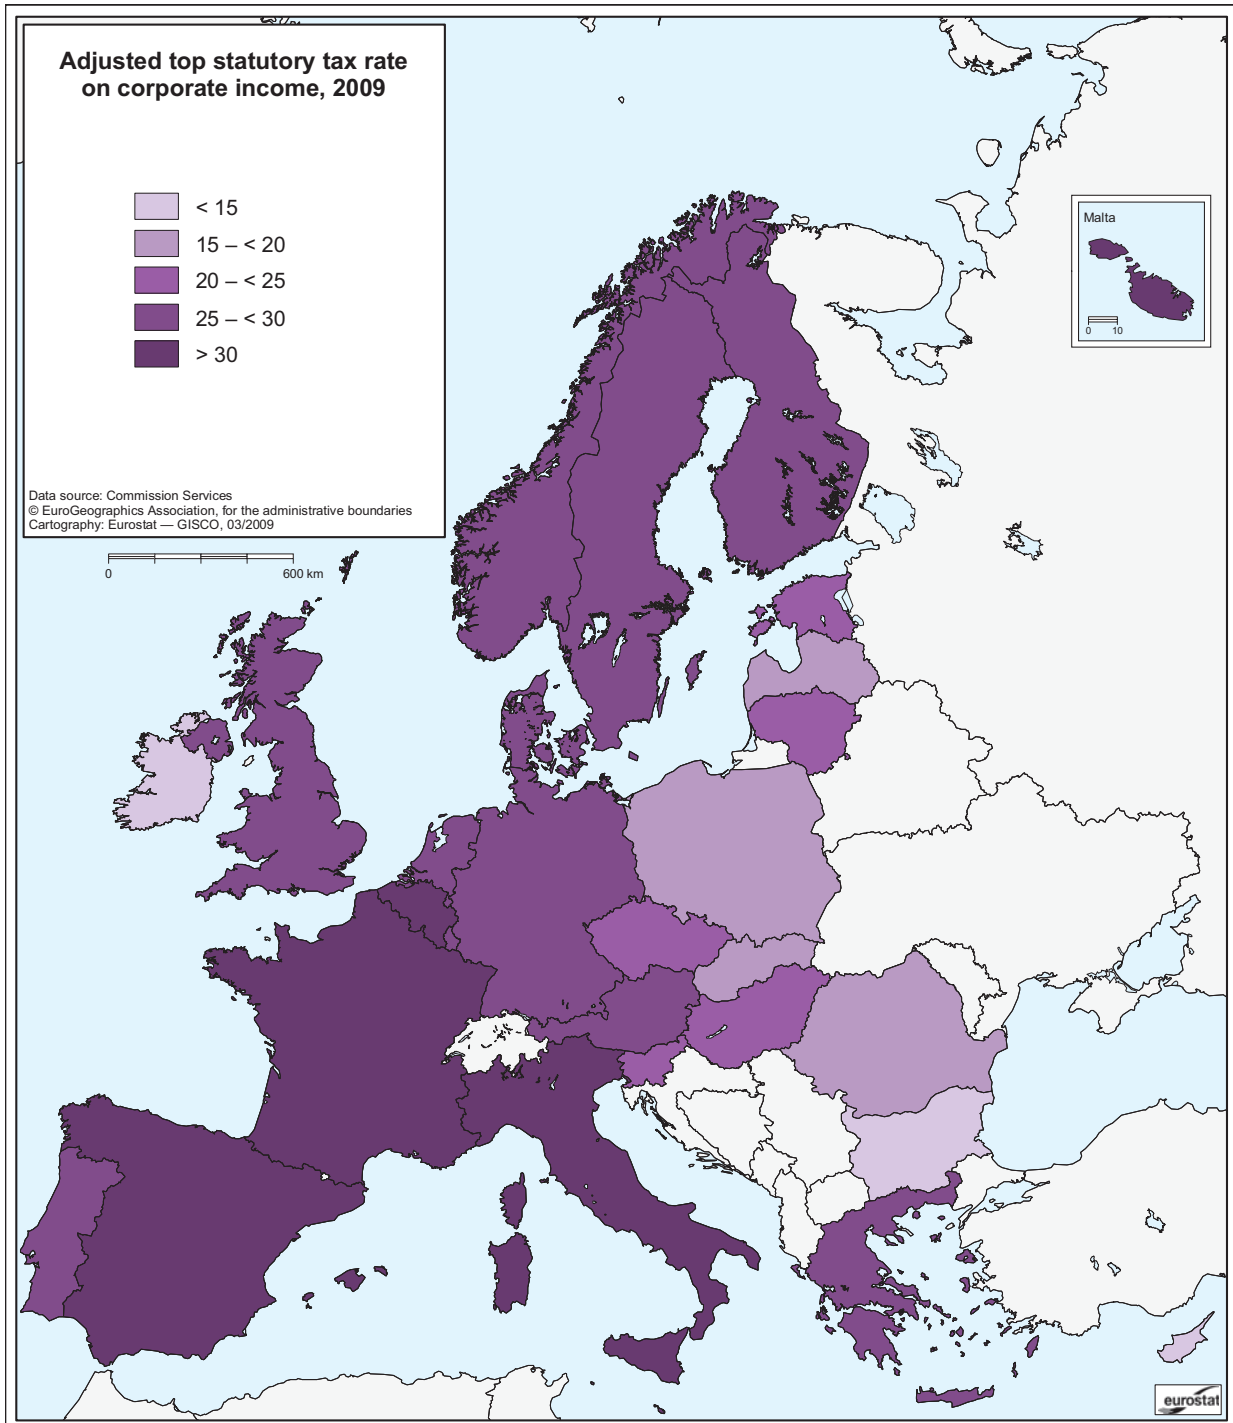 Adjusted top statutory tax rate
on corporate income, 2009
< 15
15 – < 20
20 – < 25
25 – < 30
> 30
Data source: Commission Services
© EuroGeographics Association, for the administrative boundaries
Cartography: Eurostat — GISCO, 03/2009
0 600 km
Malta
0 10
eurostat